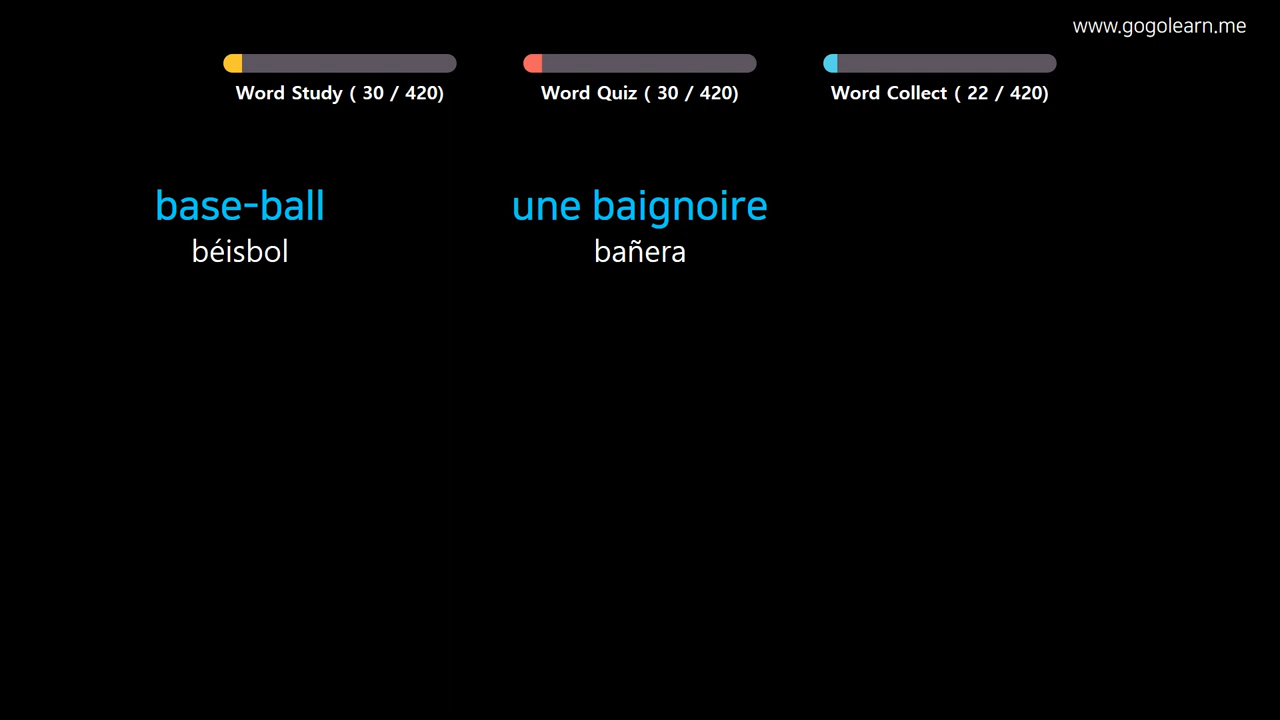 www.gogolearn.me
Word Study ( 30 / 420)
Word Quiz ( 30 / 420)
Word Collect ( 22 / 420)
base-ball
béisbol
une baignoire
bañera